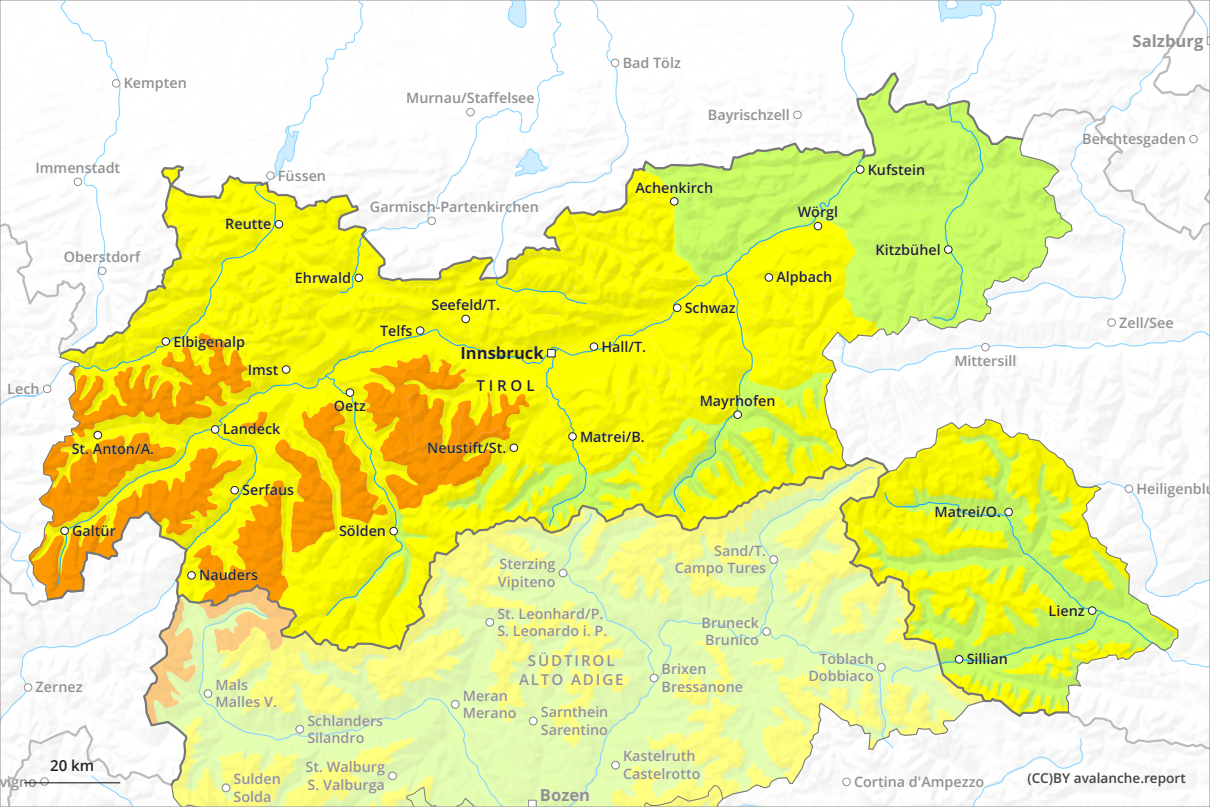 Salzburg
Kempten
Bad Tölz
Murnau/Staffelsee
Bayrischzell
Berchtesgaden
Immenstadt
Füssen
Kufstein
Achenkirch
Garmisch-Partenkirchen
Wörgl
Reutte
Oberstdorf
Kitzbühel
Ehrwald
Alpbach
Seefeld/T.
Schwaz
Zell/See
Telfs
Elbigenalp
Innsbruck
Hall/T.
Mittersill
Imst
TIROL
Lech
Oetz
Mayrhofen
Landeck
Matrei/B.
St. Anton/A.
Neustift/St.
Serfaus
Heiligenblu
Matrei/O.
Galtür
Sölden
Sand/T.
Campo Tures
Sterzing
Vipiteno
Nauders
St. Leonhard/P.
S. Leonardo i. P.
Lienz
Bruneck
Brunico
SÜDTIROL
ALTO ADIGE
Toblach
Dobbiaco
Sillian
Brixen
Bressanone
Zernez
Mals
Malles V.
Meran
Merano
Sarnthein
Sarentino
Schlanders
Silandro
Kastelruth
Castelrotto
20 km
St. Walburg
S. Valburga
Sulden
Solda
vigno
Cortina d'Ampezzo
(CC)BY avalanche.report
Bozen